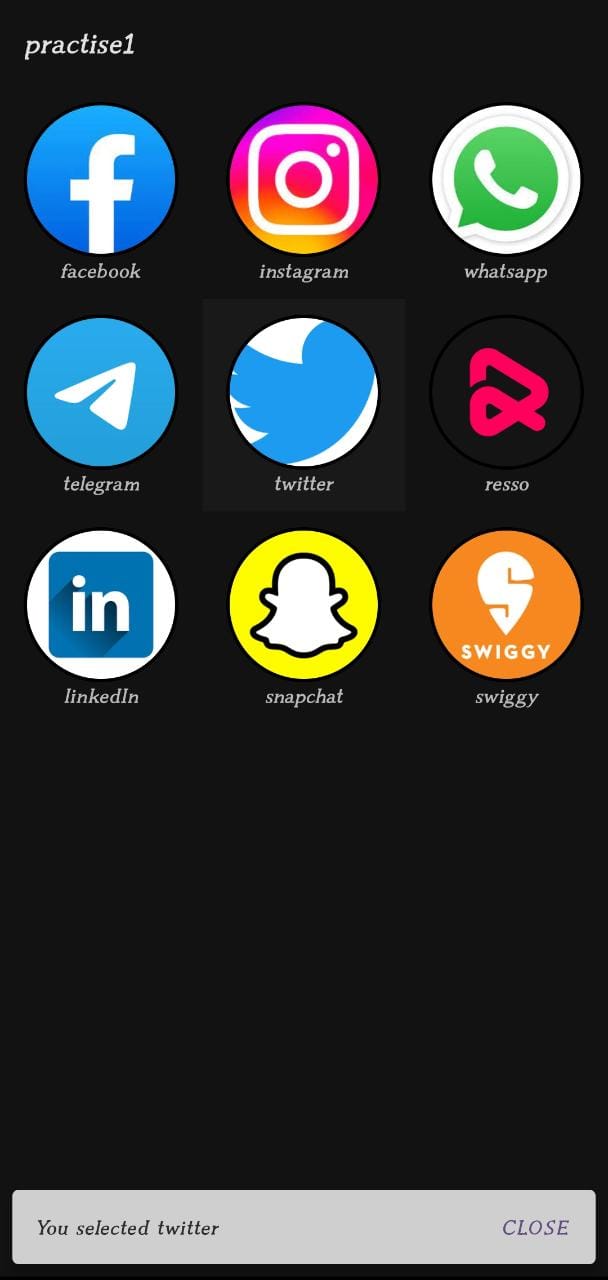 practise1
facebook
instagram
whatsapp
telegram
twitter
resso
in
SWIGGY
linkedIn
snapchat
swiggy
You selected twitter
CLOSE